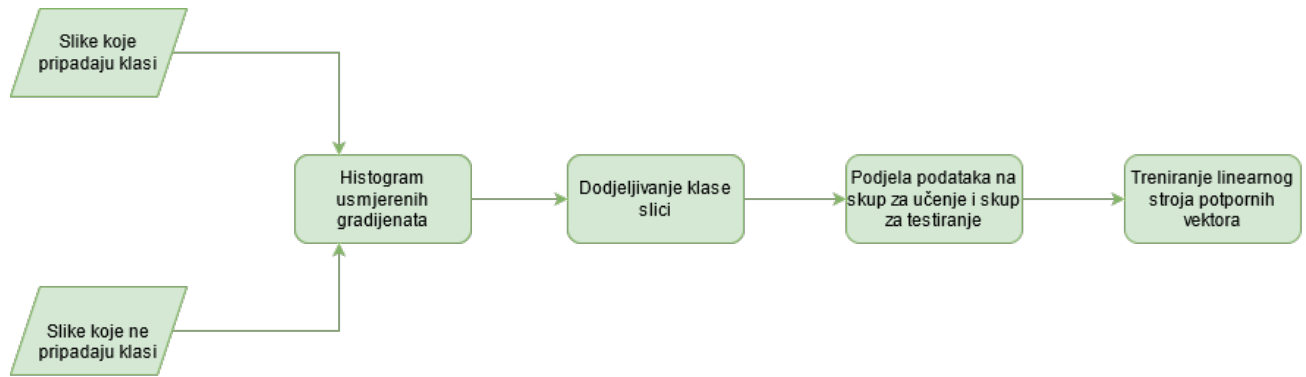 Slike koje
pripadaju klasi
Histogram
usmjerenih
gradijenata
Dodjeljivanje klase
slici
Podjela podataka na
skup za učenje i skup
za testiranje
Treniranje linearnog
stroja potpornih
vektora
Slike koje ne
pripadaju klasi